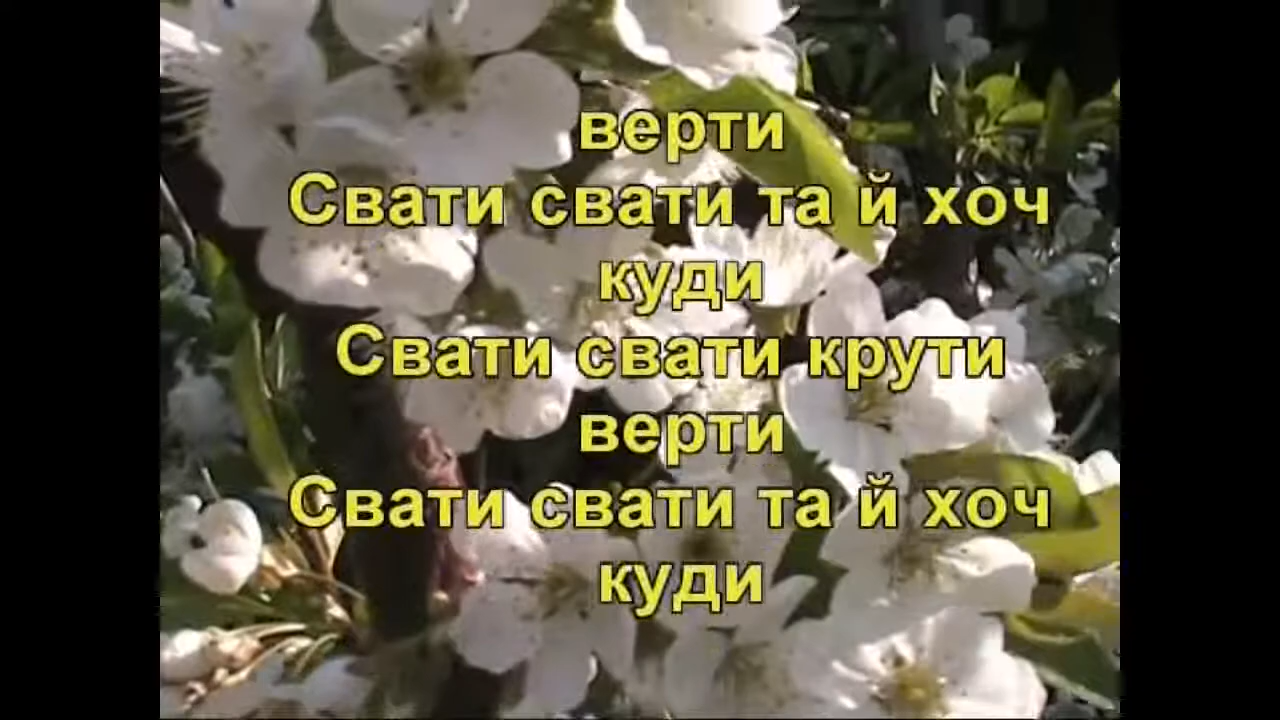 верти
Свати свати та й хоч
куди
Свати свати крути
верти
Свати свати та й хоч
куди